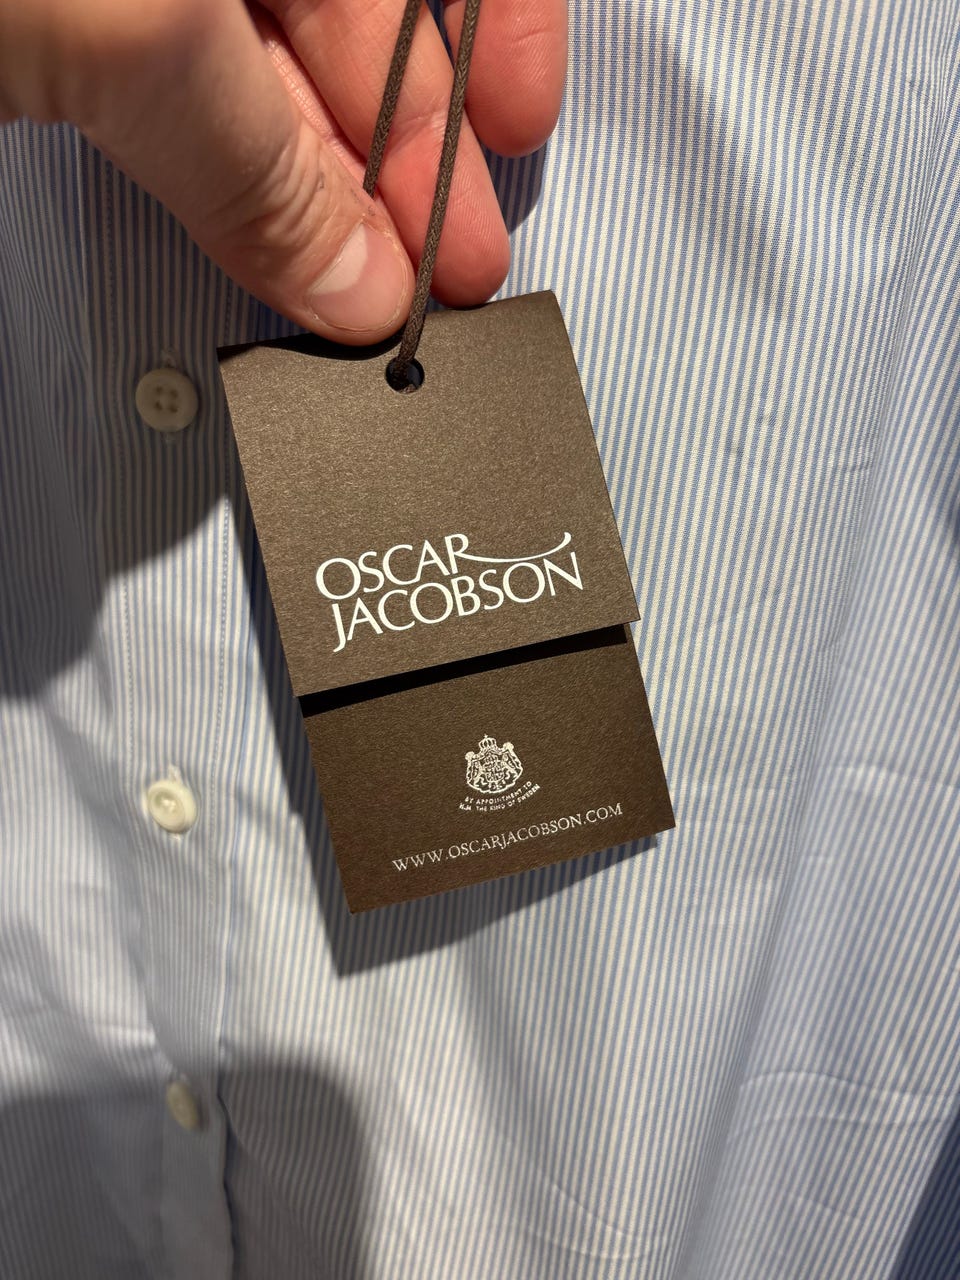 OSCAR
JACOBSON
BY APPOINTMENT TO
H.M. THE KING OF SWEDEN
WWW.OSCARJACOBSON.COM